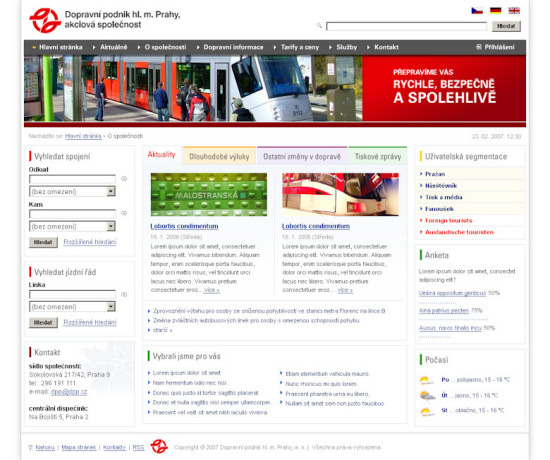 Dopravní podnik hl. m. Prahy,
akciová společnost
Hledat
Hlavní stránka
Aktuálně
O společnosti
Dopravní informace
Tarify a ceny
Služby
Kontakt
Přihlášení
PŘEPRAVÍME VÁS
RYCHLE, BEZPEČNĚ
A SPOLEHLIVĚ
Nacházíte se: Hlavní stránka › O společnosti
23. 02. 2007, 12:30
Vyhledat spojení
Odkud
(bez omezení)
Kam
(bez omezení)
Hledat Rozšířené hledání
Vyhledat jízdní řád
Linka
(bez omezení)
Hledat Rozšířené hledání
Kontakt
sídlo společnosti:
Sokolovská 217/42, Praha 9
tel.: 296 191 111
e-mail: dpp@dpp.cz
centrální dispečink:
Na Bojišti 5, Praha 2
Aktuality
Dlouhodobé výluky
Ostatní změny v dopravě
Tiskové zprávy
MALOSTRANSKÁ
Lobortis condimentum
16. 1. 2006 (Středa)
Lorem ipsum dolor sit amet, consectetuer
adipiscing elit. Vivamus bibendum. Aliquam
tempor, enim scelerisque porta faucibus,
dolor orci mattis risus, vel tincidunt orci
lacus nec libero. Vivamus pretium
consectetuer eros... více »
Lobortis condimentum
16. 1. 2006 (Středa)
Lorem ipsum dolor sit amet, consectetuer
adipiscing elit. Vivamus bibendum. Aliquam
tempor, enim scelerisque porta faucibus,
dolor orci mattis risus, vel tincidunt orci
lacus nec libero. Vivamus pretium
consectetuer eros... více »
Zprovoznění výtahu pro osoby se sníženou pohyblivostí ve stanici metra Florenc na lince B
Změna zvláštních autobusových linek pro osoby s omezenou schopností pohybu
starší »
Vybrali jsme pro vás
Lorem ipsum dolor sit amet.
Nam fermentum odio nec nisi.
Donec quis justo id tortor sagittis placerat.
Donec et nulla sagittis nisl semper ullamcorper.
Praesent vel velit sit amet nibh iaculis viverra.
Etiam elementum vehicula mauris.
Nunc rhoncus mi quis lorem.
Praesent pharetra urna eu libero.
Nullam sit amet sem non justo faucibus.
Uživatelská segmentace
Pražan
Návštěvník
Tisk a média
Fanoušek
Foreign tourists
Ausländische touristen
Anketa
Lorem ipsum dolor sit amet, consectet
adipiscing elit?
Umbra oppositum genticus 50%
Aina patrius pecten 75%
Aucus, navis finalis incu 50%
Počasí
Po ... polojasno, 15 - 16 °C
Út ... jasno, 15 - 16 °C
St ... oblačno, 15 - 16 °C
Nahoru | Mapa stránek | Kontakty | RSS
Copyright © 2007 Dopravní podnik hl. m. Prahy, a. s. | Všechna práva vyhrazena